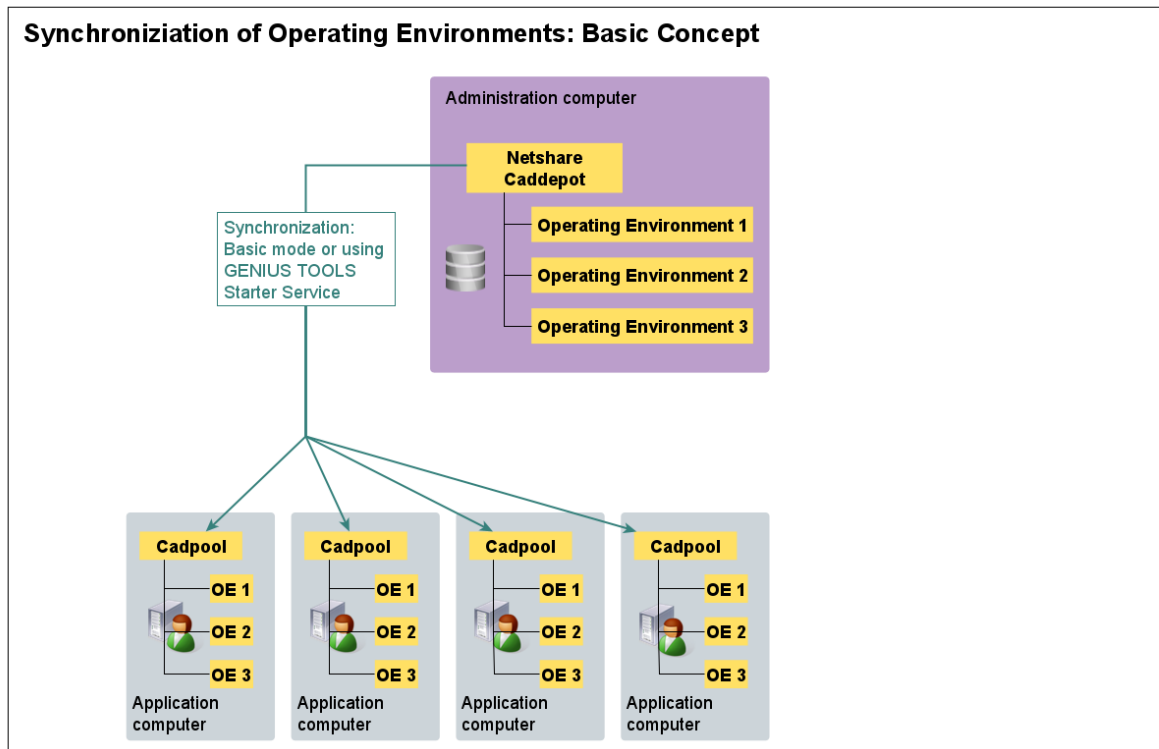 Synchroniziation of Operating Environments: Basic Concept
Administration computer
Netshare
Caddepot
Operating Environment 1
Operating Environment 2
Operating Environment 3
Synchronization:
Basic mode or using
GENIUS TOOLS
Starter Service
Cadpool
OE 1
OE 2
OE 3
Application
computer
Cadpool
OE 1
OE 2
OE 3
Application
computer
Cadpool
OE 1
OE 2
OE 3
Application
computer
Cadpool
OE 1
OE 2
OE 3
Application
computer